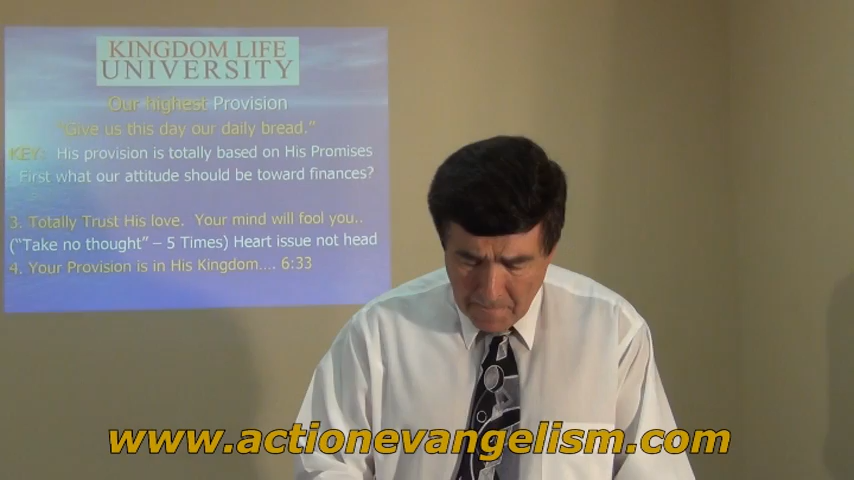 KINGDOM LIFE
UNIVERSITY
Our highest Provision
"Give us this day our daily bread."
KEY: His provision is totally based on His Promises
First what our attitude should be toward finances?
3. Totally Trust His love. Your mind will fool you..
("Take no thought" – 5 Times) Heart issue not head
4. Your Provision is in His Kingdom.... 6:33
www.actionevangelism.com